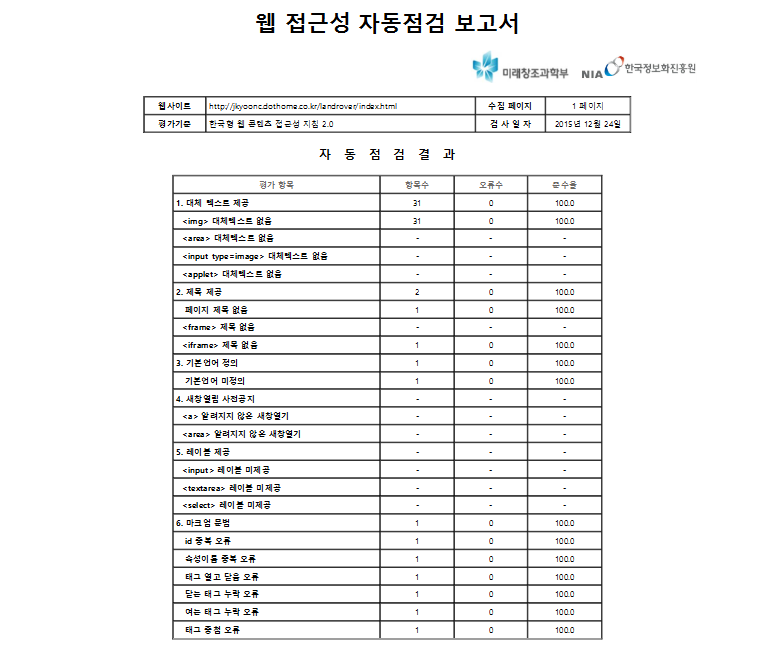 웹 접근성 자동점검 보고서
미래창조과학부 NIA 한국정보화진흥원
웹사이트 http://jkyoonc.dothome.co.kr/landrover/index.html 수점 페이지 1 페이지
평가기준 한국형 웹 콘텐츠 접근성 지침 2.0 검 사 일 자 2015년 12월 24일
자 동 점 검 결 과
평가 항목 항목수 오류수 준수율
1. 대체 텍스트 제공 31 0 100.0
<img> 대체텍스트 없음 31 0 100.0
<area> 대체텍스트 없음 - - -
<input type=image> 대체텍스트 없음 - - -
<applet> 대체텍스트 없음 - - -
2. 제목 제공 2 0 100.0
페이지 제목 없음 1 0 100.0
<frame> 제목 없음 - - -
<iframe> 제목 없음 1 0 100.0
3. 기본언어 정의 1 0 100.0
기본언어 미정의 1 0 100.0
4. 새창열림 사전공지 - - -
<a> 알려지지 않은 새창열기 - - -
<area> 알려지지 않은 새창열기 - - -
5. 레이블 제공 - - -
<input> 레이블 미제공 - - -
<textarea> 레이블 미제공 - - -
<select> 레이블 미제공 - - -
6. 마크업 문법 1 0 100.0
id 중복 오류 1 0 100.0
속성이름 중복 오류 1 0 100.0
태그 열고 닫음 오류 1 0 100.0
닫는 태그 누락 오류 1 0 100.0
여는 태그 누락 오류 1 0 100.0
태그 중첩 오류 1 0 100.0